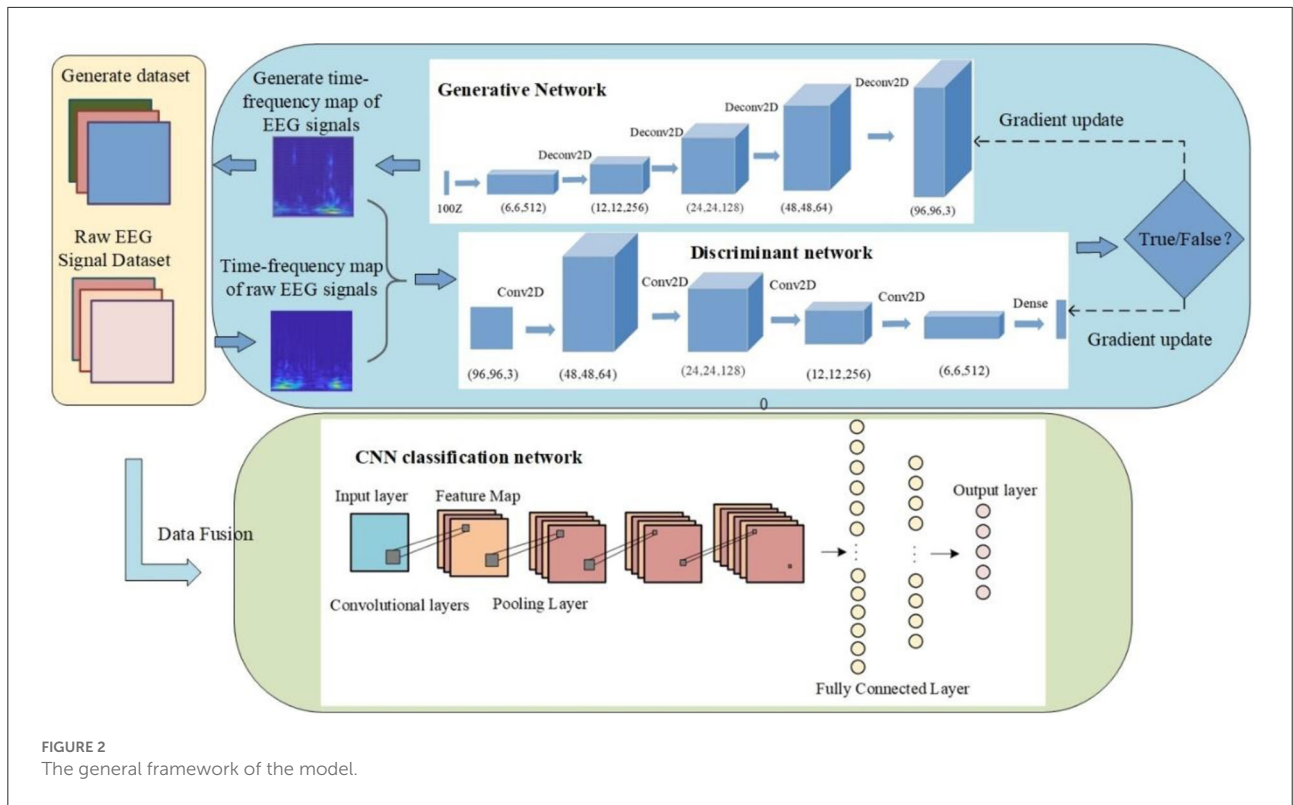 Generate dataset
Raw EEG
Signal Dataset
Generate time-
frequency map of
EEG signals
Time-frequency map
of raw EEG signals
Generative Network
Deconv2D
Deconv2D
Deconv2D
Deconv2D
100Z
(6,6,512)
(12,12,256)
(24,24,128)
(48,48,64)
(96,96,3)
Gradient update
True/False?
Gradient update
Discriminant network
Conv2D
Conv2D
Conv2D
Conv2D
Dense
(96,96,3)
(48,48,64)
(24,24,128)
(12,12,256)
(6,6,512)
0
Data Fusion
CNN classification network
Input layer
Feature Map
Output layer
Convolutional layers
Pooling Layer
Fully Connected Layer
FIGURE 2
The general framework of the model.